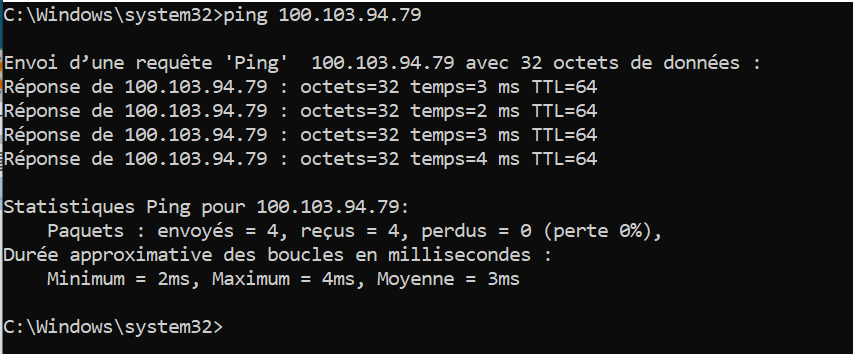 C:\Windows\system32>ping 100.103.94.79
Envoi d’une requête 'Ping'  100.103.94.79 avec 32 octets de données :
Réponse de 100.103.94.79 : octets=32 temps=3 ms TTL=64
Réponse de 100.103.94.79 : octets=32 temps=2 ms TTL=64
Réponse de 100.103.94.79 : octets=32 temps=3 ms TTL=64
Réponse de 100.103.94.79 : octets=32 temps=4 ms TTL=64
Statistiques Ping pour 100.103.94.79:
    Paquets : envoyés = 4, reçus = 4, perdus = 0 (perte 0%),
Durée approximative des boucles en millisecondes :
    Minimum = 2ms, Maximum = 4ms, Moyenne = 3ms
C:\Windows\system32>